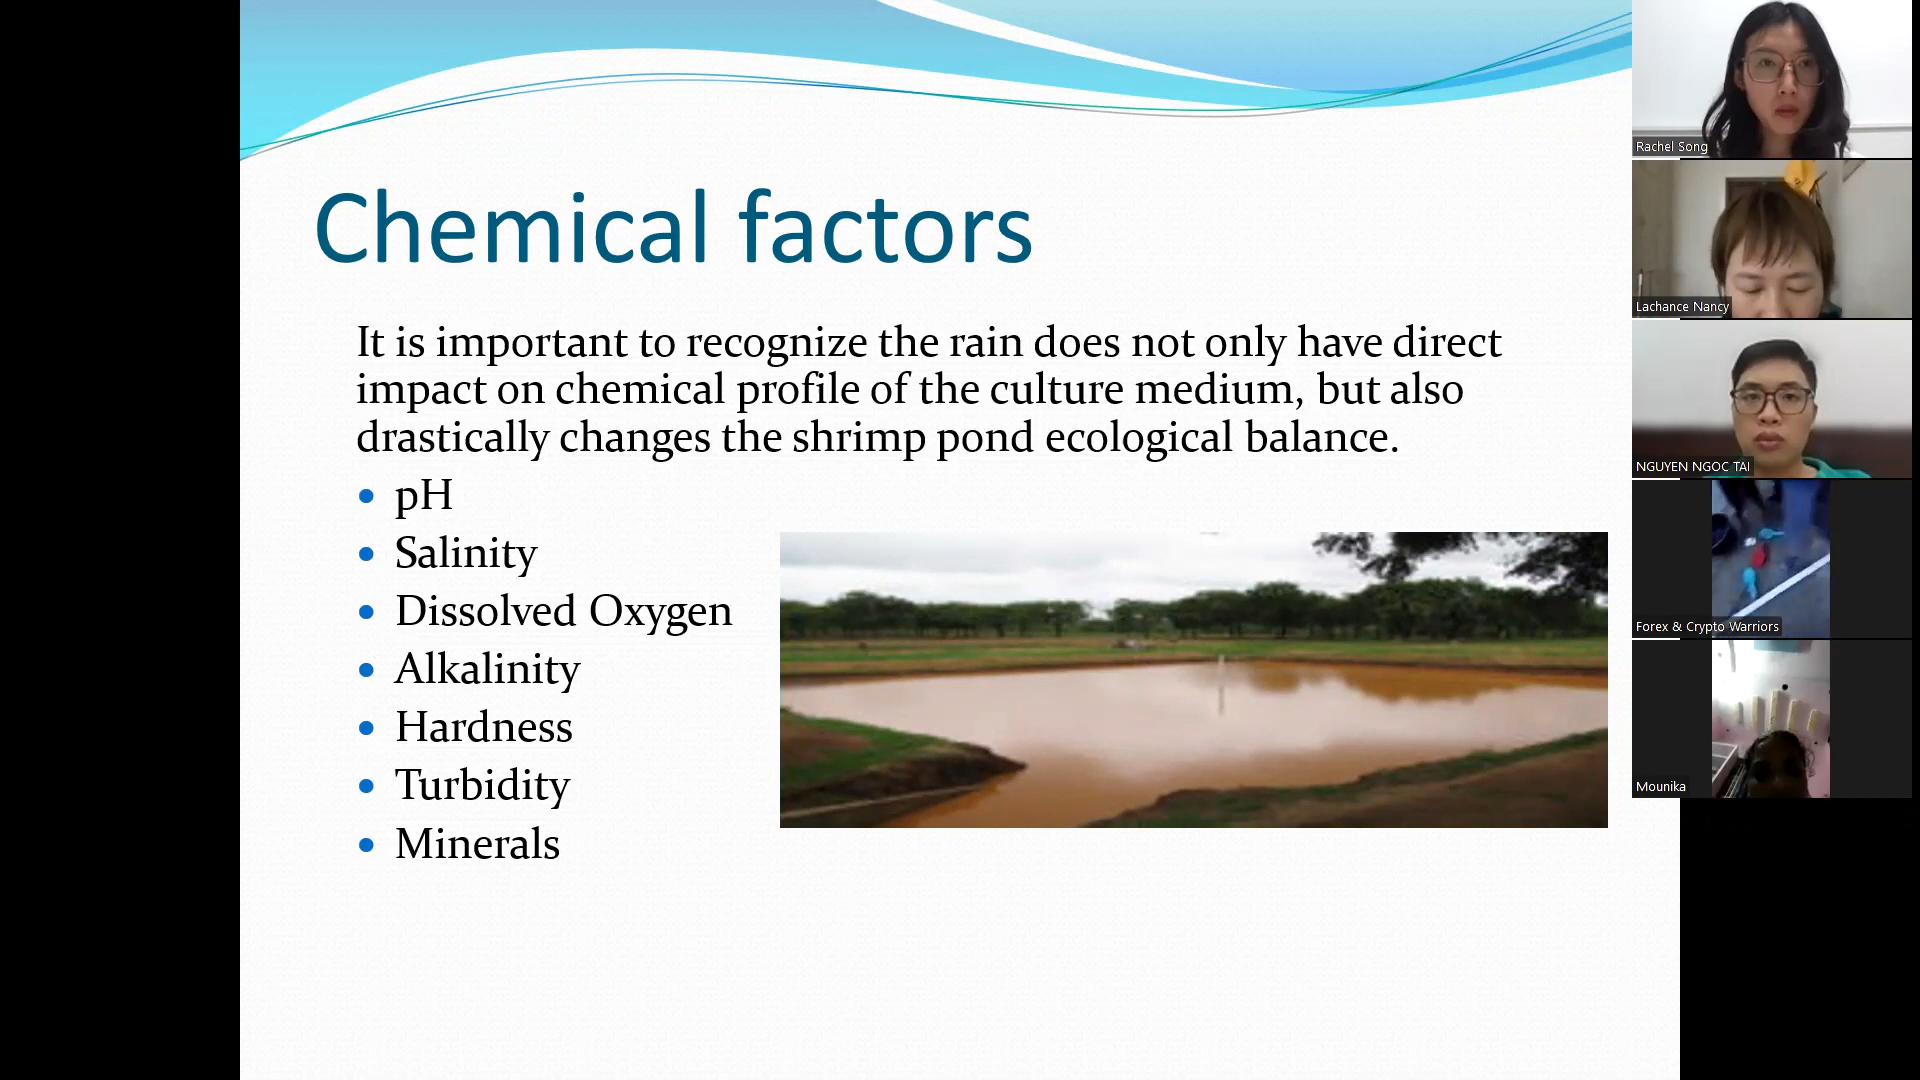 Chemical factors
It is important to recognize the rain does not only have direct
impact on chemical profile of the culture medium, but also
drastically changes the shrimp pond ecological balance.
pH
Salinity
Dissolved Oxygen
Alkalinity
Hardness
Turbidity
Minerals
Rachel Song
Lachance Nancy
NGUYEN NGOC TAI
Forex & Crypto Warriors
Mounika